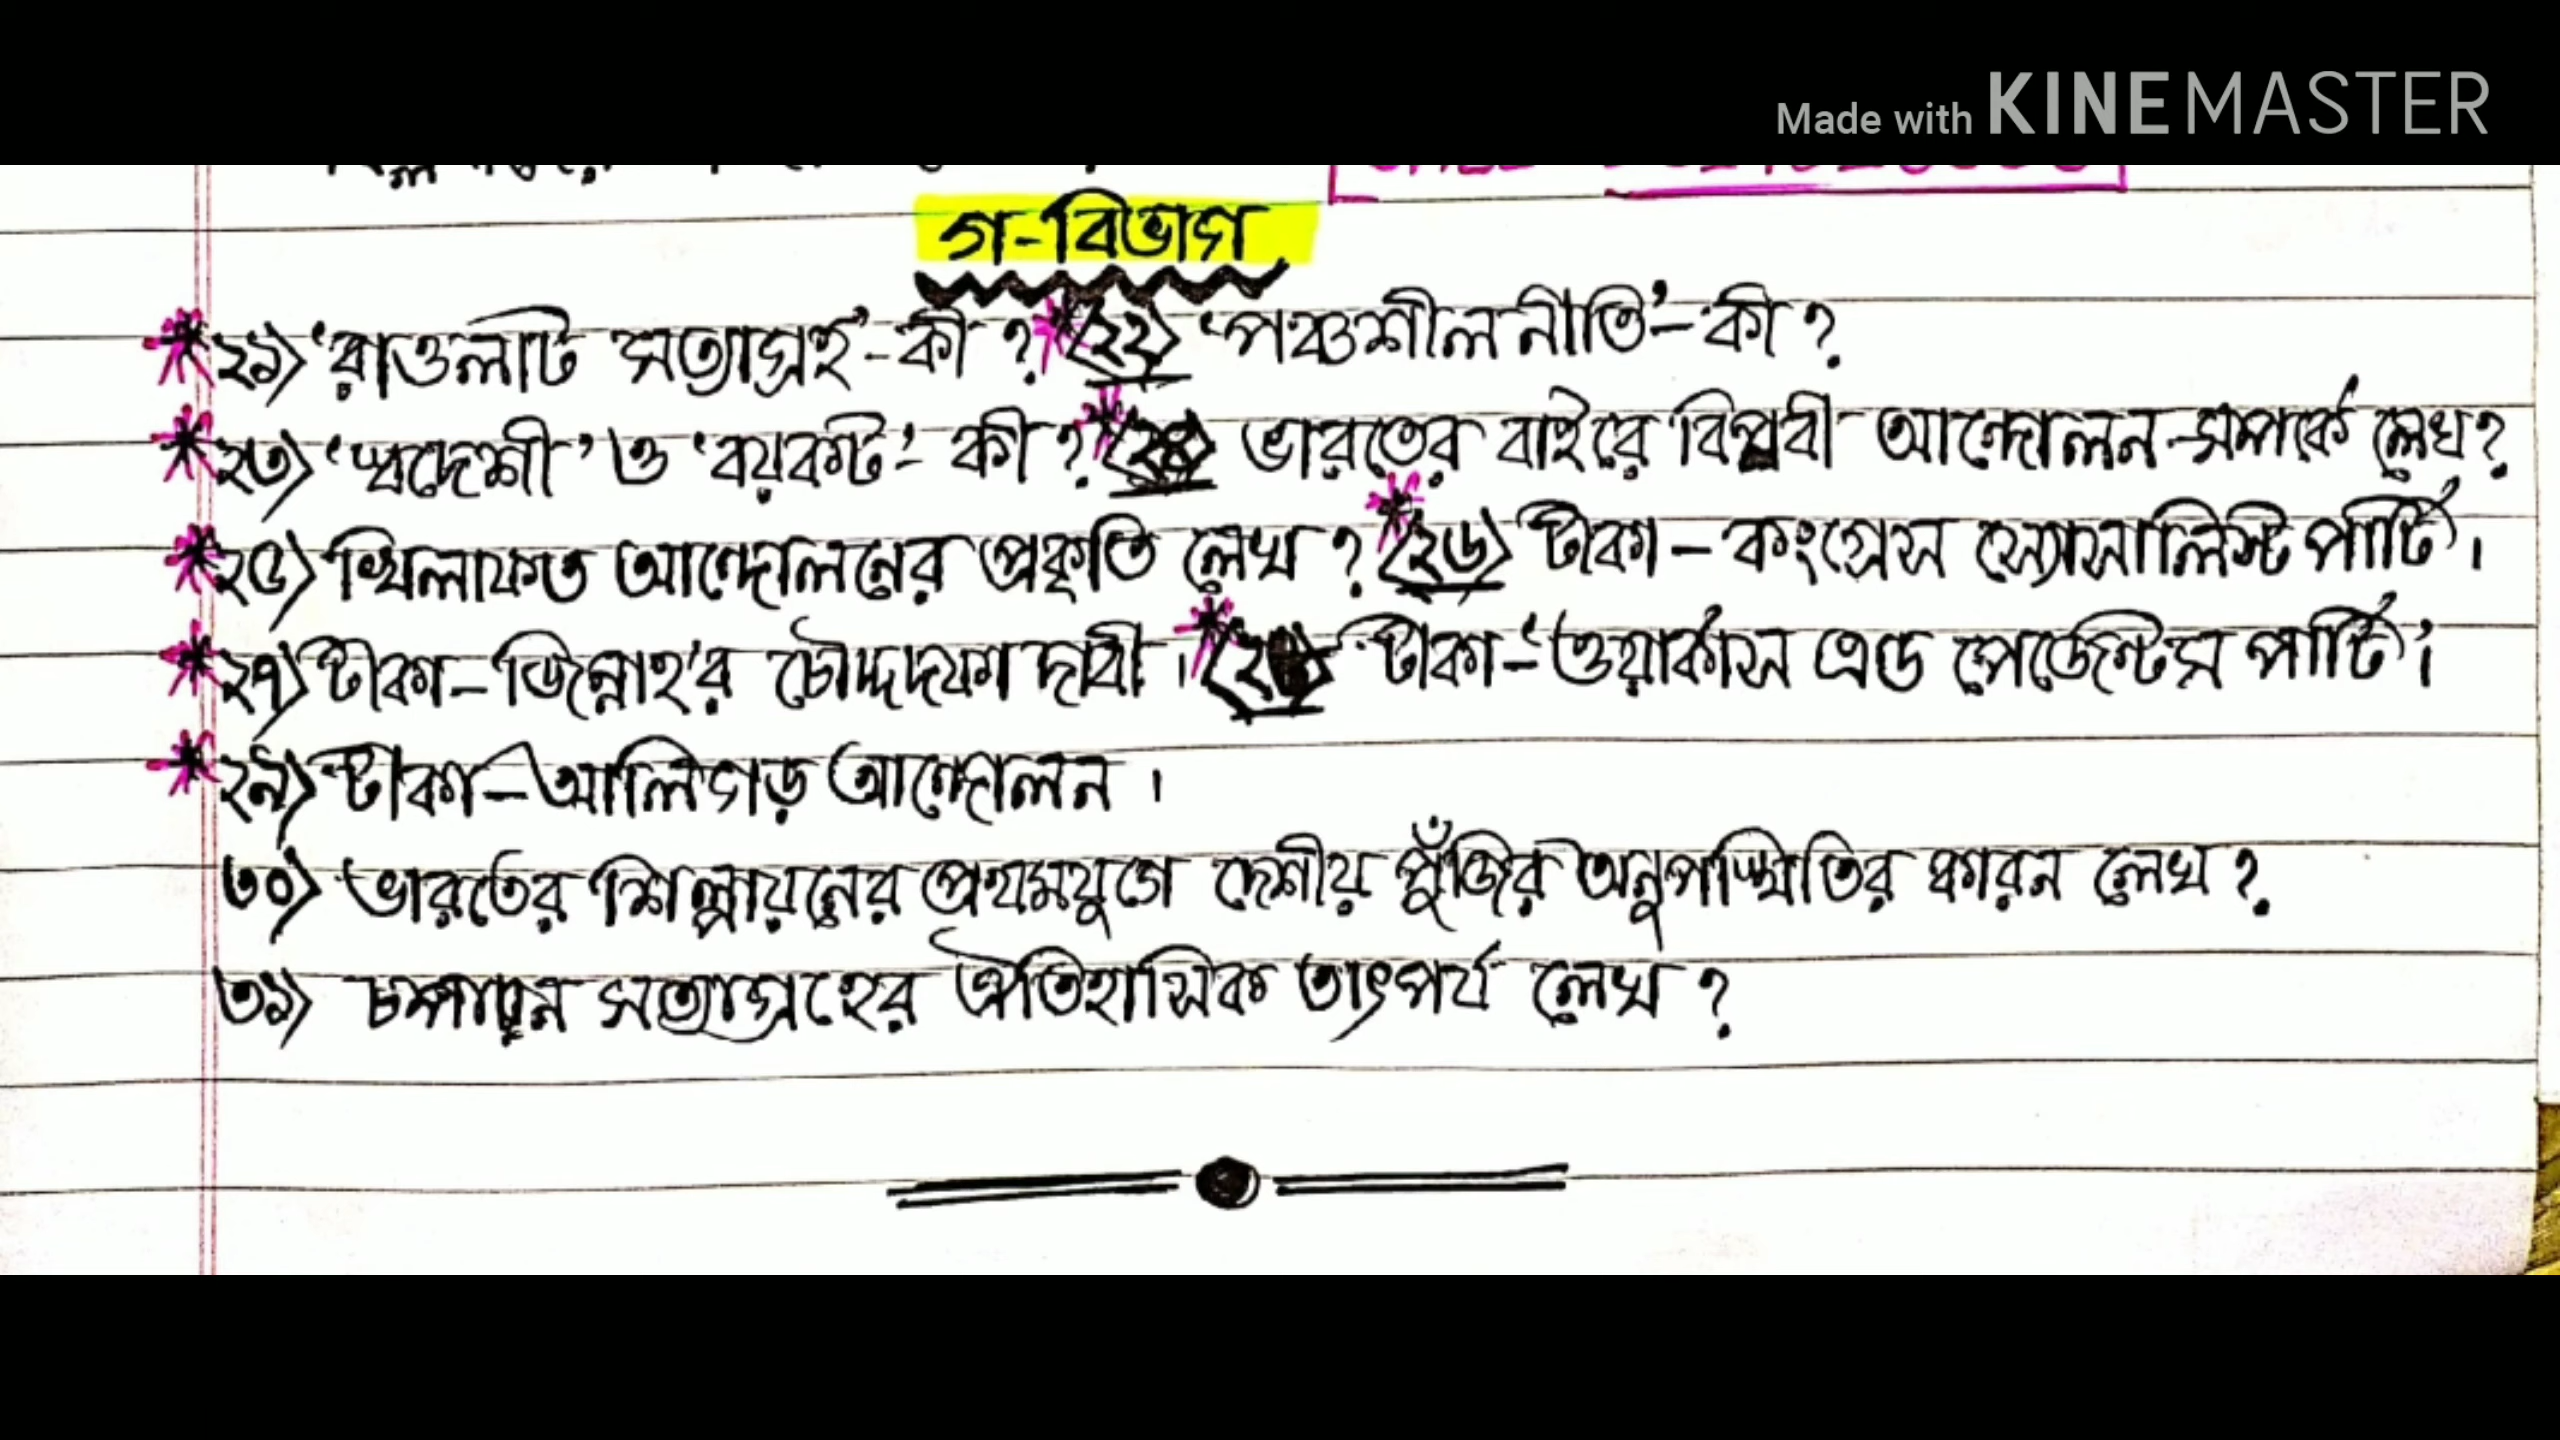 Made with KINEMASTER
গ-বিভাগ
* ২১) 'রাওলাট সত্যাগ্রহ'-কী ? * (২২) 'পঞ্চশীল নীতি'-কী ?
* ২৩) 'স্বদেশী' ও 'বয়কট'- কী ? * (২৪) ভারতের বাইরে বিপ্লবী আন্দোলন-সম্পর্কে লেখ ?
* ২৫) খিলাফত আন্দোলনের প্রকৃতি লেখ ? * (২৬) টীকা - কংগ্রেস স্যোসালিস্ট পার্টি ।
* ২৭) টীকা - জিন্নাহ'র চৌদ্দদফা দাবী । * (২৮) টীকা-'ওয়ার্কাস এন্ড পেজেন্টস পার্টি' ।
* ২৯) টীকা-আলিগড় আন্দোলন ।
৩০) ভারতের শিল্পায়নের প্রথমযুগে দেশীয় পুঁজির অনুপস্থিতির কারন লেখ ?
৩১) চম্পারন সত্যাগ্রহের ঐতিহাসিক তাৎপর্য লেখ ?